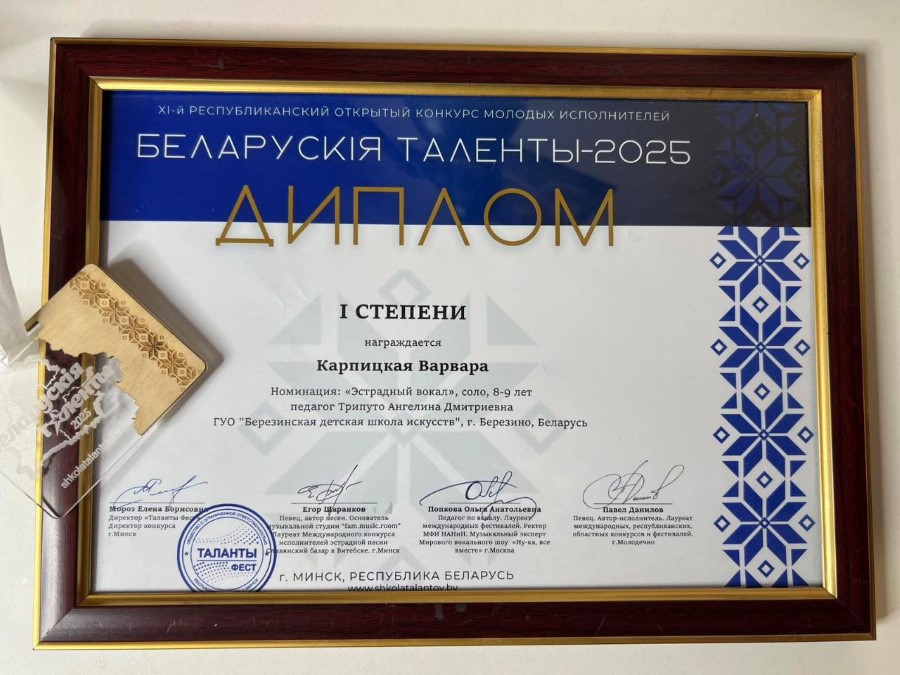 XI-й РЕСПУБЛИКАНСКИЙ ОТКРЫТЫЙ КОНКУРС МОЛОДЫХ ИСПОЛНИТЕЛЕЙ
БЕЛАРУСКІЯ ТАЛЕНТЫ-2025
ДИПЛОМ
I СТЕПЕНИ
награждается
Карпицкая Варвара
Номинация: «Эстрадный вокал», соло, 8-9 лет
педагог Трипуто Ангелина Дмитриевна
ГУО "Березинская детская школа искусств", г. Березино, Беларусь
Мороз Елена Борисовна
Директор «Таланты Фест»
Директор конкурса
г.Минск
Егор Шаранков
Певец, автор песен. Основатель
музыкальной студии "fam.music.room"
Лауреат Международного конкурса
исполнителей эстрадной песни
Славянский базар в Витебске. г.Минск
Попкова Ольга Анатольевна
Педагог по вокалу. Лауреат
международных фестивалей, Ректор
МФИ НАНиН. Музыкальный эксперт
Мирового вокального шоу «Ну-ка, все
вместе» г.Москва
Павел Данилов
Певец, Автор-исполнитель. Лауреат
международных, республиканских,
областных конкурсов и фестивалей.
г.Молодечно
ТАЛАНТЫ
ФЕСТ
г. МИНСК, РЕСПУБЛИКА БЕЛАРУСЬ
www.shkolatalantov.by
2025